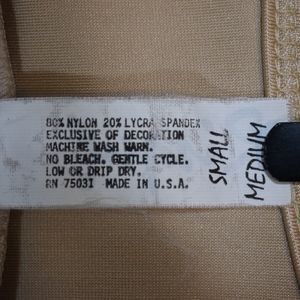 80% NYLON 20% LYCRA SPANDEX
EXCLUSIVE OF DECORATION
MACHINE WASH WARM.
NO BLEACH. GENTLE CYCLE.
LOW OR DRIP DRY.
RN 75031 MADE IN U.S.A.
SMALL
MEDIUM